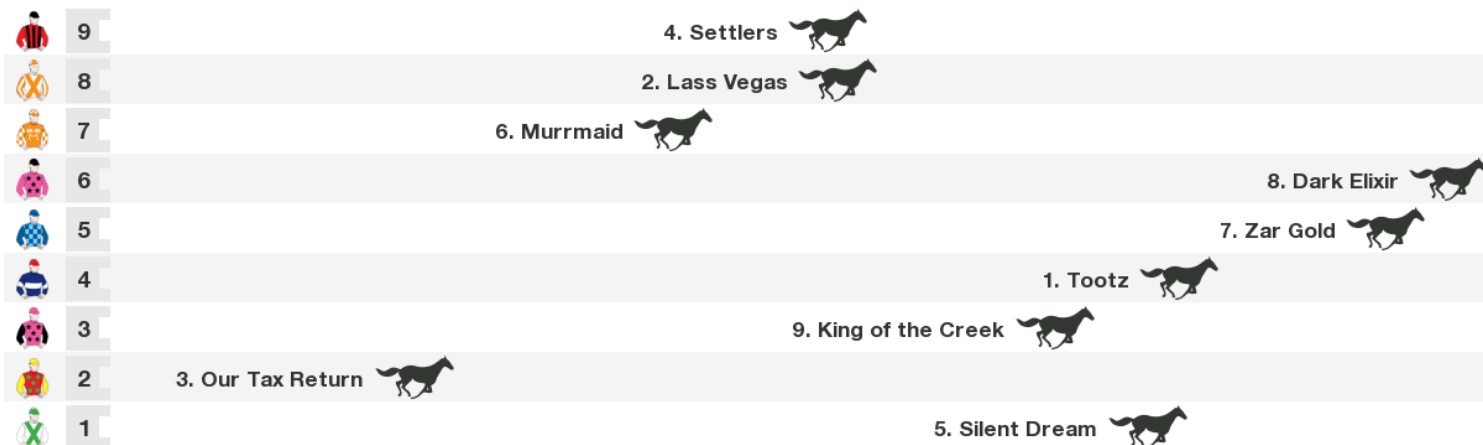 9 4. Settlers
8 2. Lass Vegas
7 6. Murrmaid
6 8. Dark Elixir
5 7. Zar Gold
4 1. Tootz
3 9. King of the Creek
2 3. Our Tax Return
1 5. Silent Dream